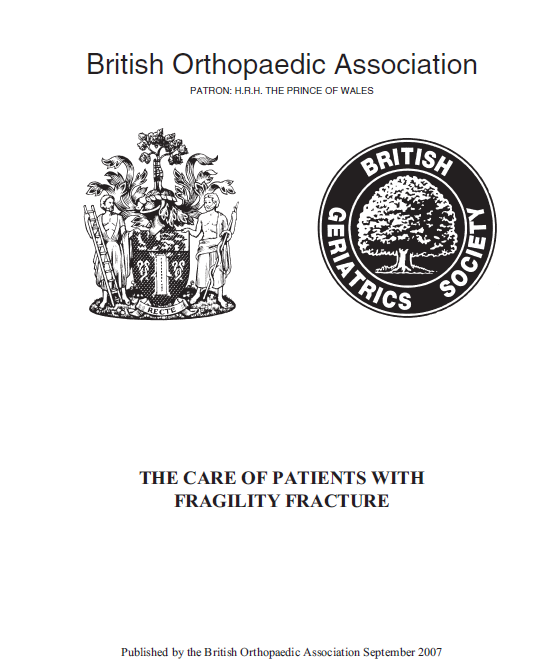 British Orthopaedic Association
PATRON: H.R.H. THE PRINCE OF WALES
BRITISH
GERIATRICS
SOCIETY
RECTE
THE CARE OF PATIENTS WITH
FRAGILITY FRACTURE
Published by the British Orthopaedic Association September 2007